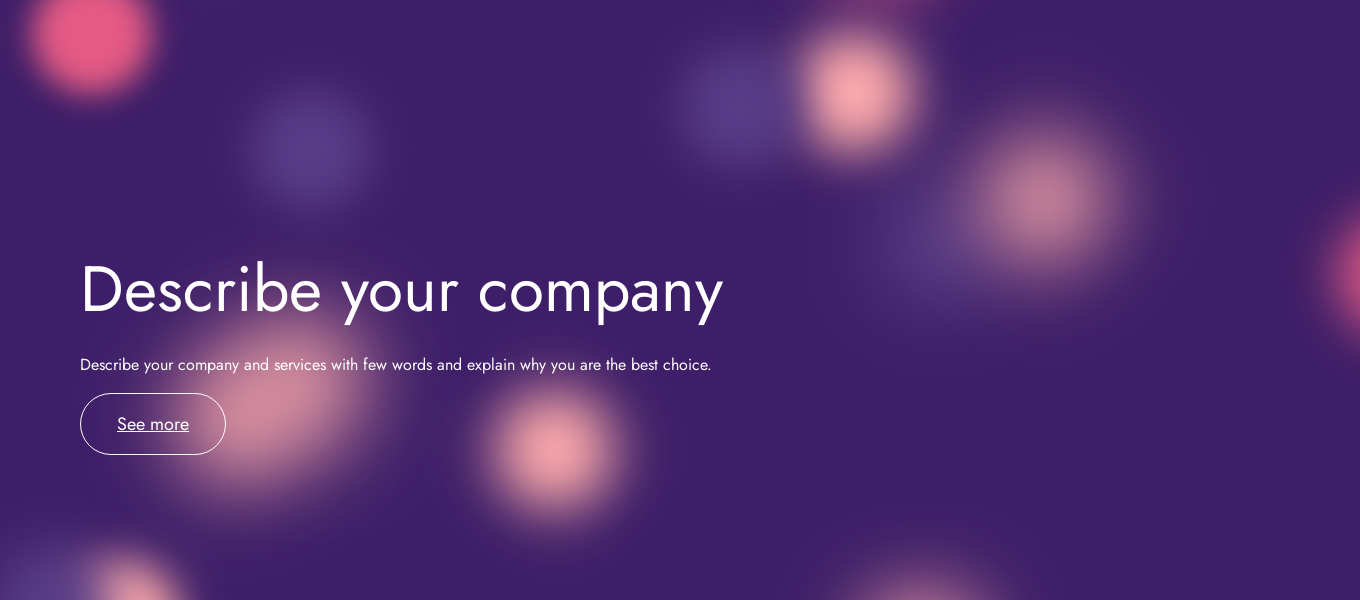 Describe your company
Describe your company and services with few words and explain why you are the best choice.
See more